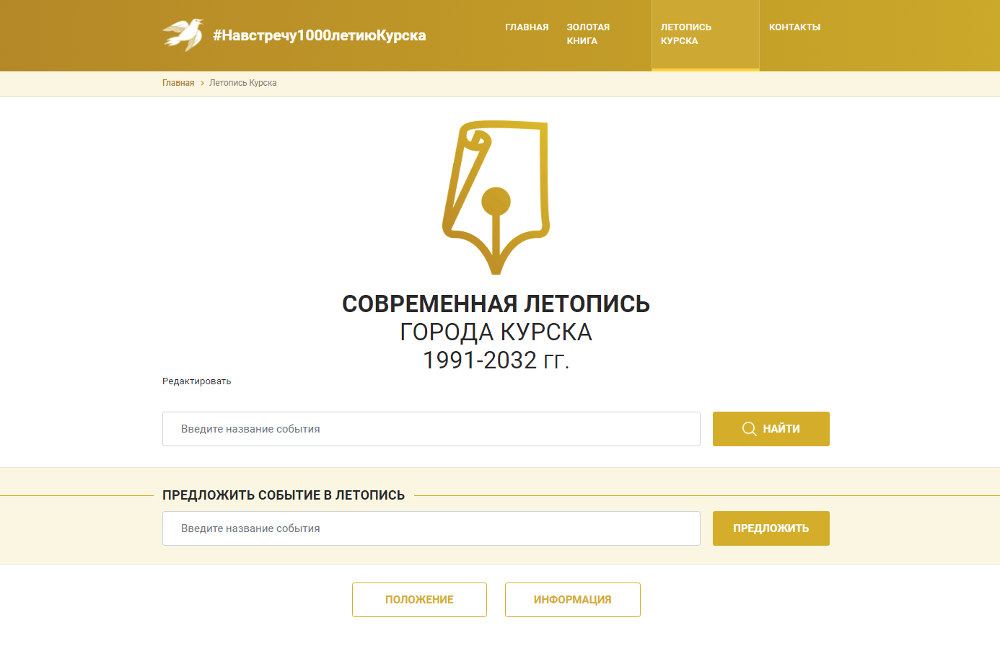 #Навстречу1000летиюКурска
ГЛАВНАЯ
ЗОЛОТАЯ
КНИГА
ЛЕТОПИСЬ
КУРСКА
КОНТАКТЫ
Главная > Летопись Курска
СОВРЕМЕННАЯ ЛЕТОПИСЬ
ГОРОДА КУРСКА
1991-2032 ГГ.
Редактировать
Введите название события
НАЙТИ
ПРЕДЛОЖИТЬ СОБЫТИЕ В ЛЕТОПИСЬ
Введите название события
ПРЕДЛОЖИТЬ
ПОЛОЖЕНИЕ
ИНФОРМАЦИЯ